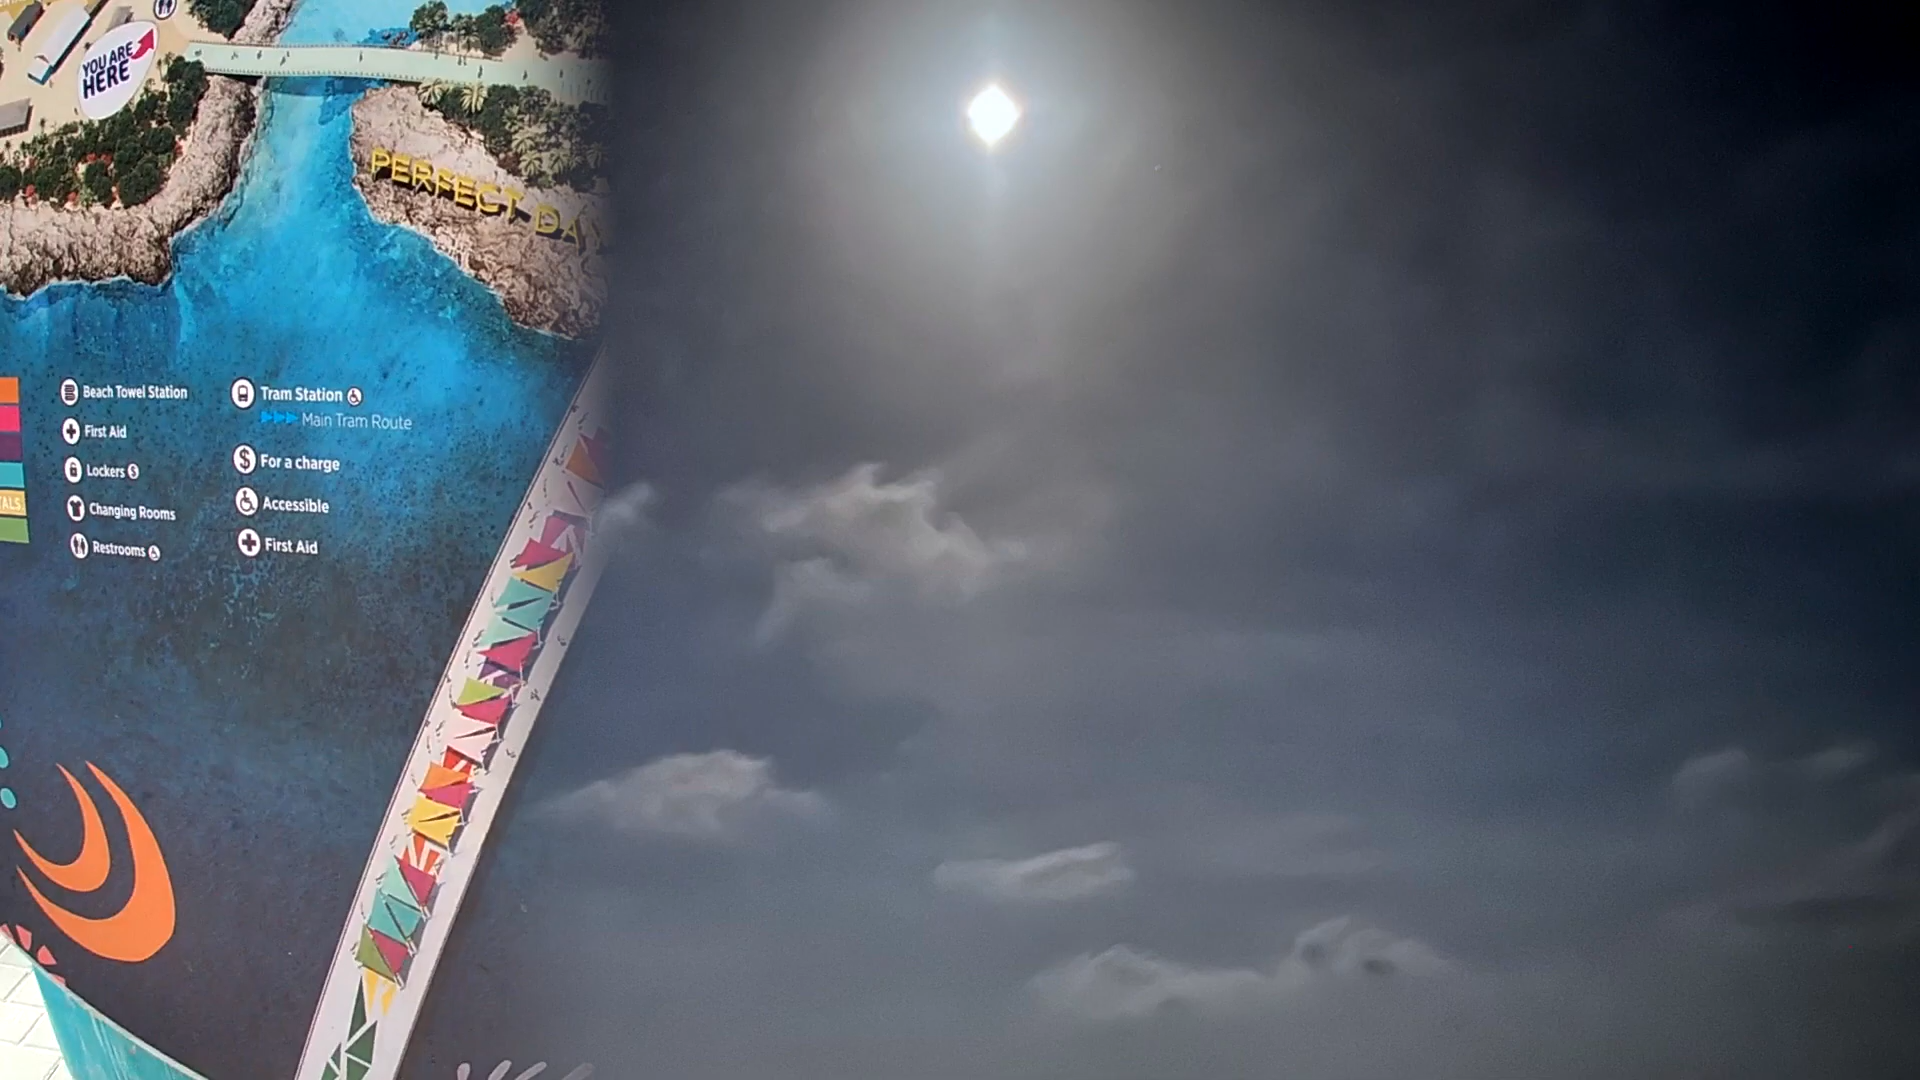 YOU ARE
HERE
PERFECT DA
Beach Towel Station
First Aid
Lockers $
Changing Rooms
Restrooms
Tram Station
Main Tram Route
$ For a charge
Accessible
First Aid
TALS